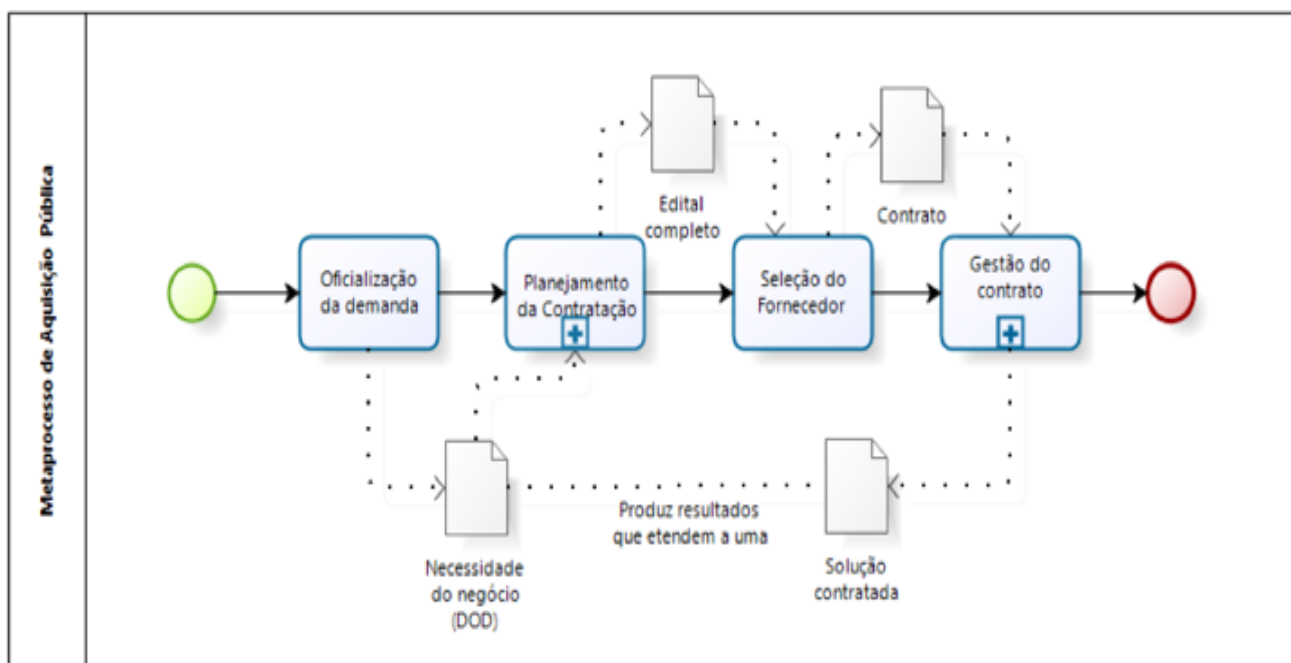 Metaprocesso de Aquisição Pública
Edital
completo
Contrato
Oficialização
da demanda
Planejamento
da Contratação
Seleção do
Fornecedor
Gestão do
contrato
Produz resultados
que etendem a uma
Necessidade
do negócio
(DOD)
Solução
contratada